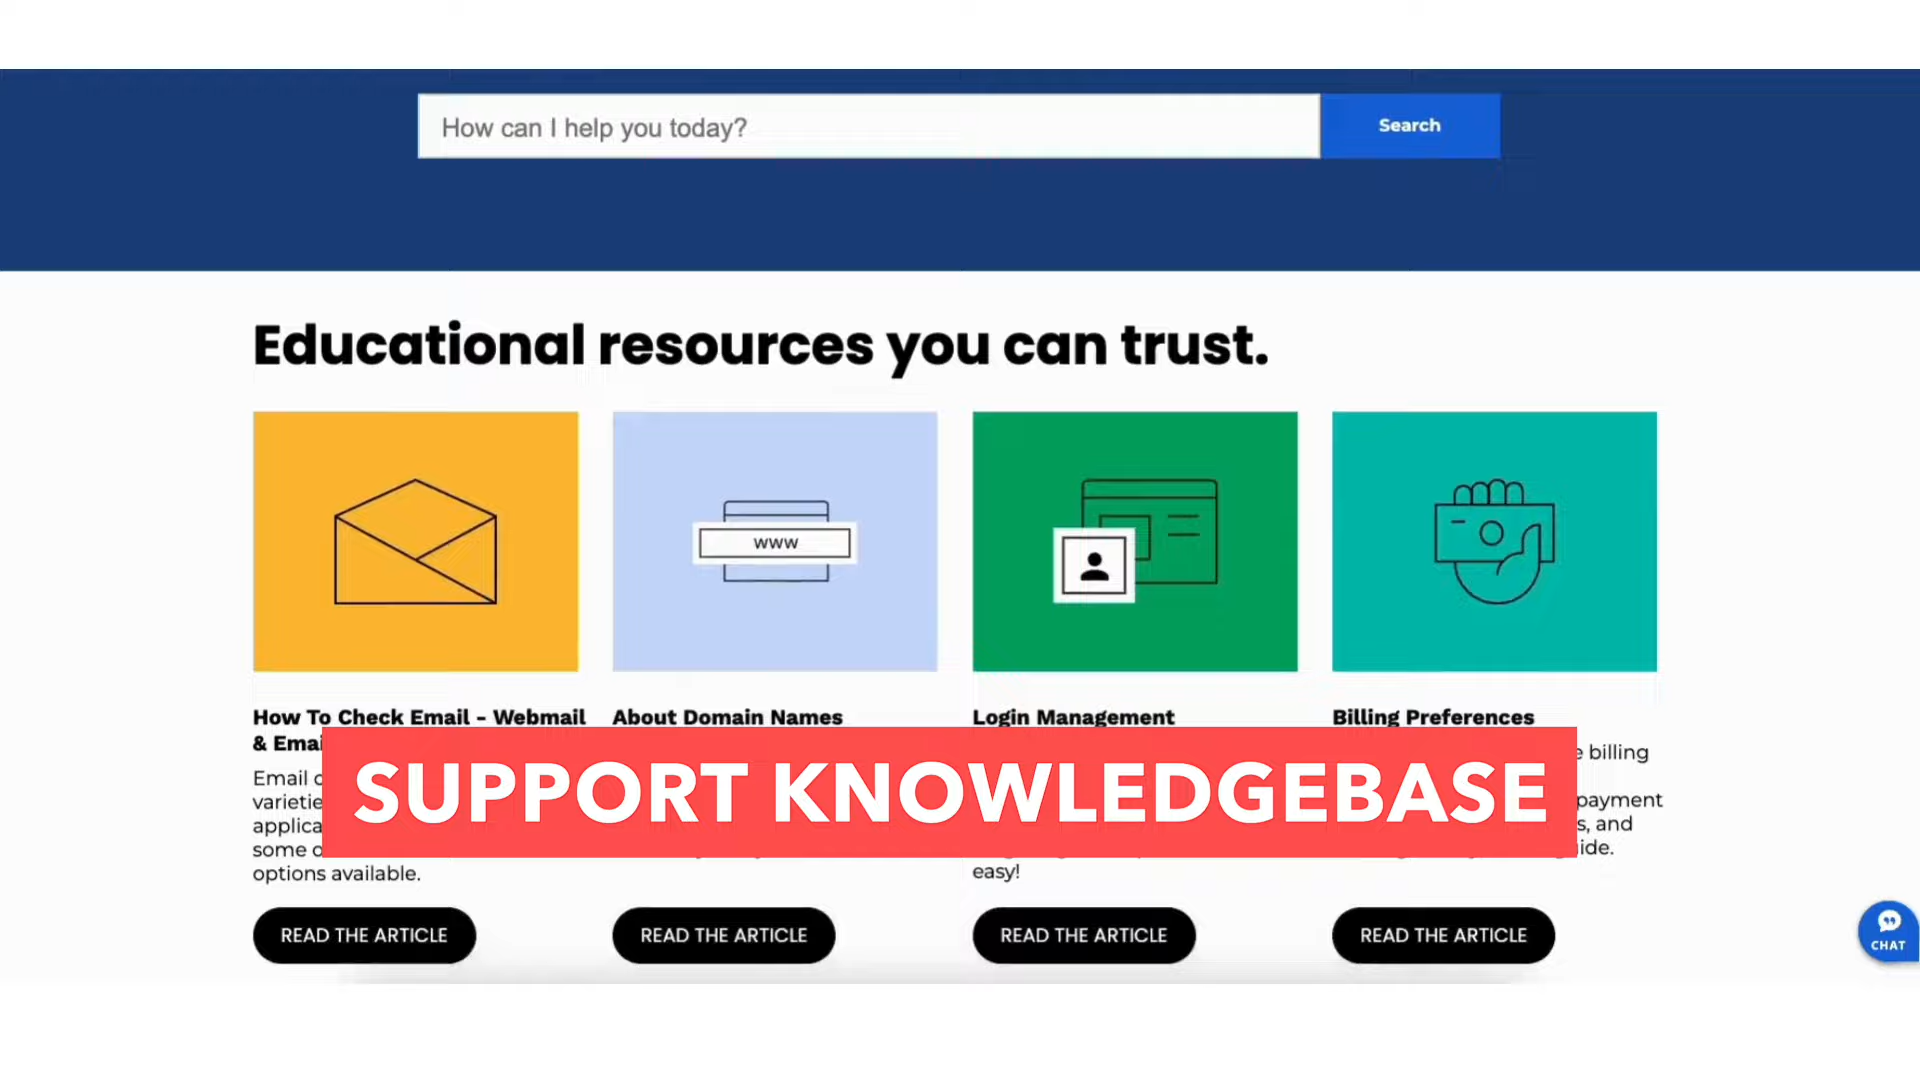 How can I help you today?
Search
Educational resources you can trust.
www
How To Check Email - Webmail
& Emai
Email
varietie
applica
some
options available.
READ THE ARTICLE
About Domain Names
READ THE ARTICLE
Login Management
easy!
READ THE ARTICLE
Billing Preferences
billing
payment
s, and
ide.
READ THE ARTICLE
SUPPORT KNOWLEDGEBASE
CHAT